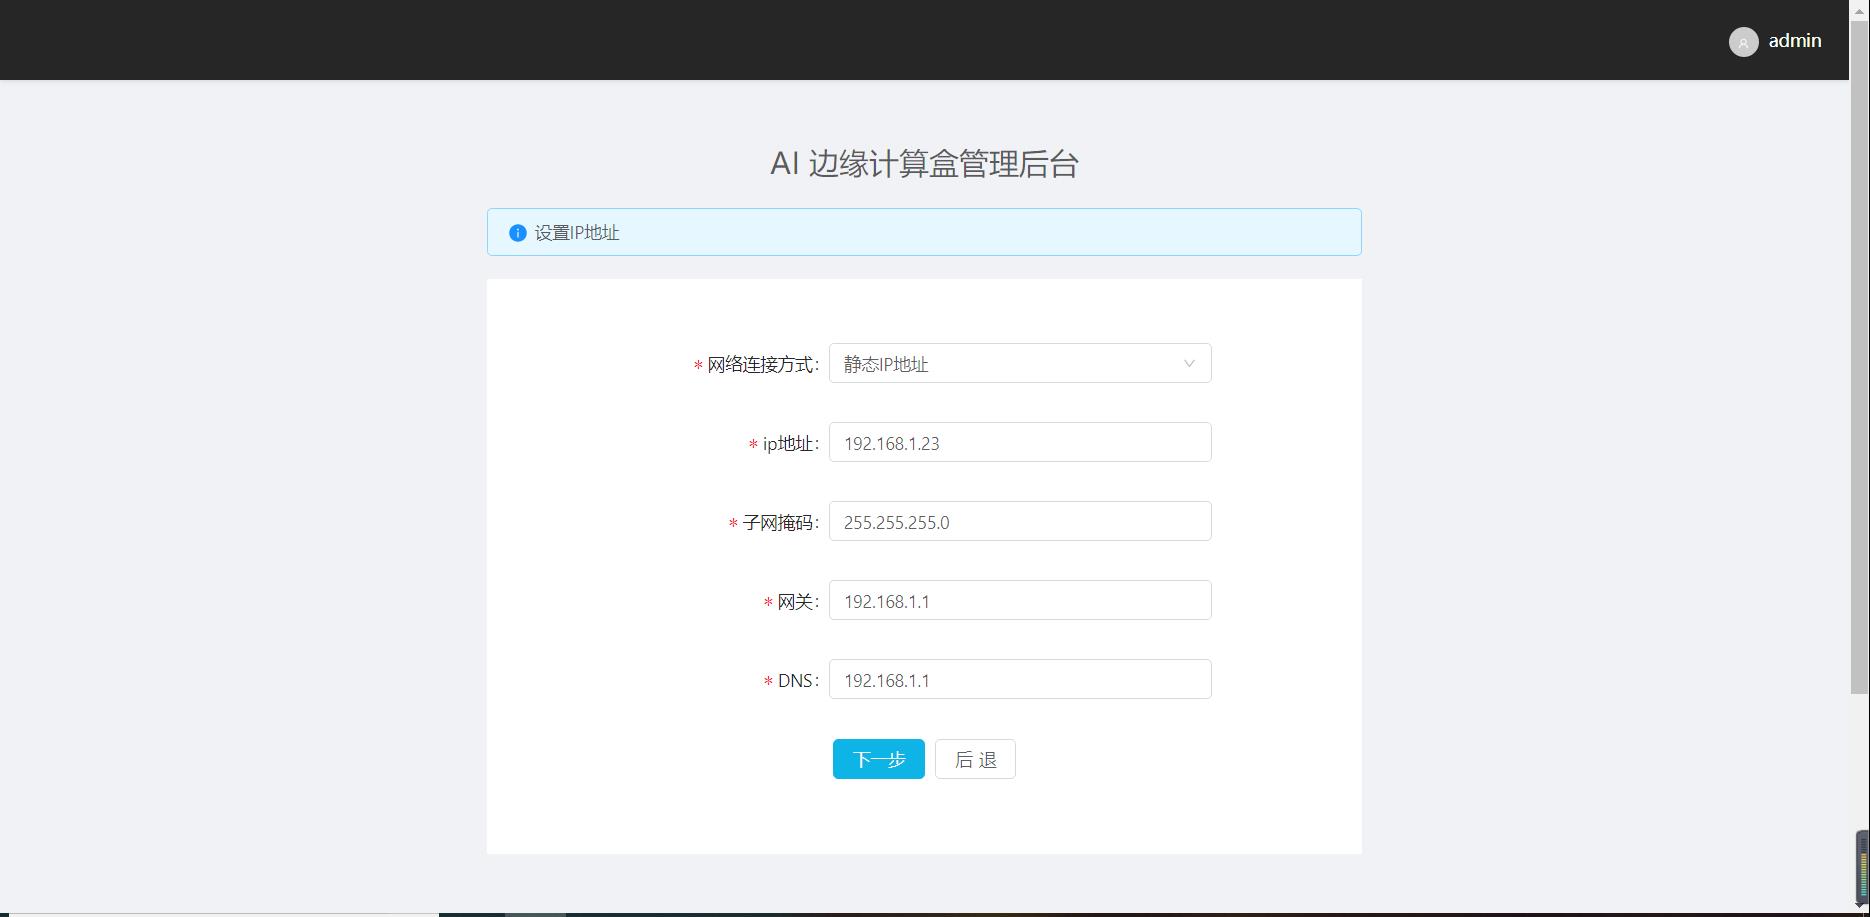 admin
AI 边缘计算盒管理后台
设置IP地址
* 网络连接方式: 静态IP地址
* ip地址: 192.168.1.23
* 子网掩码: 255.255.255.0
* 网关: 192.168.1.1
* DNS: 192.168.1.1
下一步 后 退